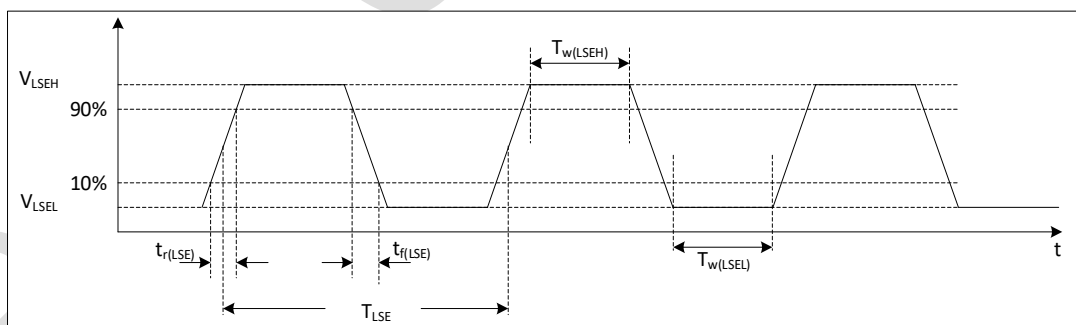 T_w(LSEH)
V_LSEH
90%
10%
V_LSEL
t_r(LSE)
t_f(LSE)
T_w(LSEL)
t
T_LSE